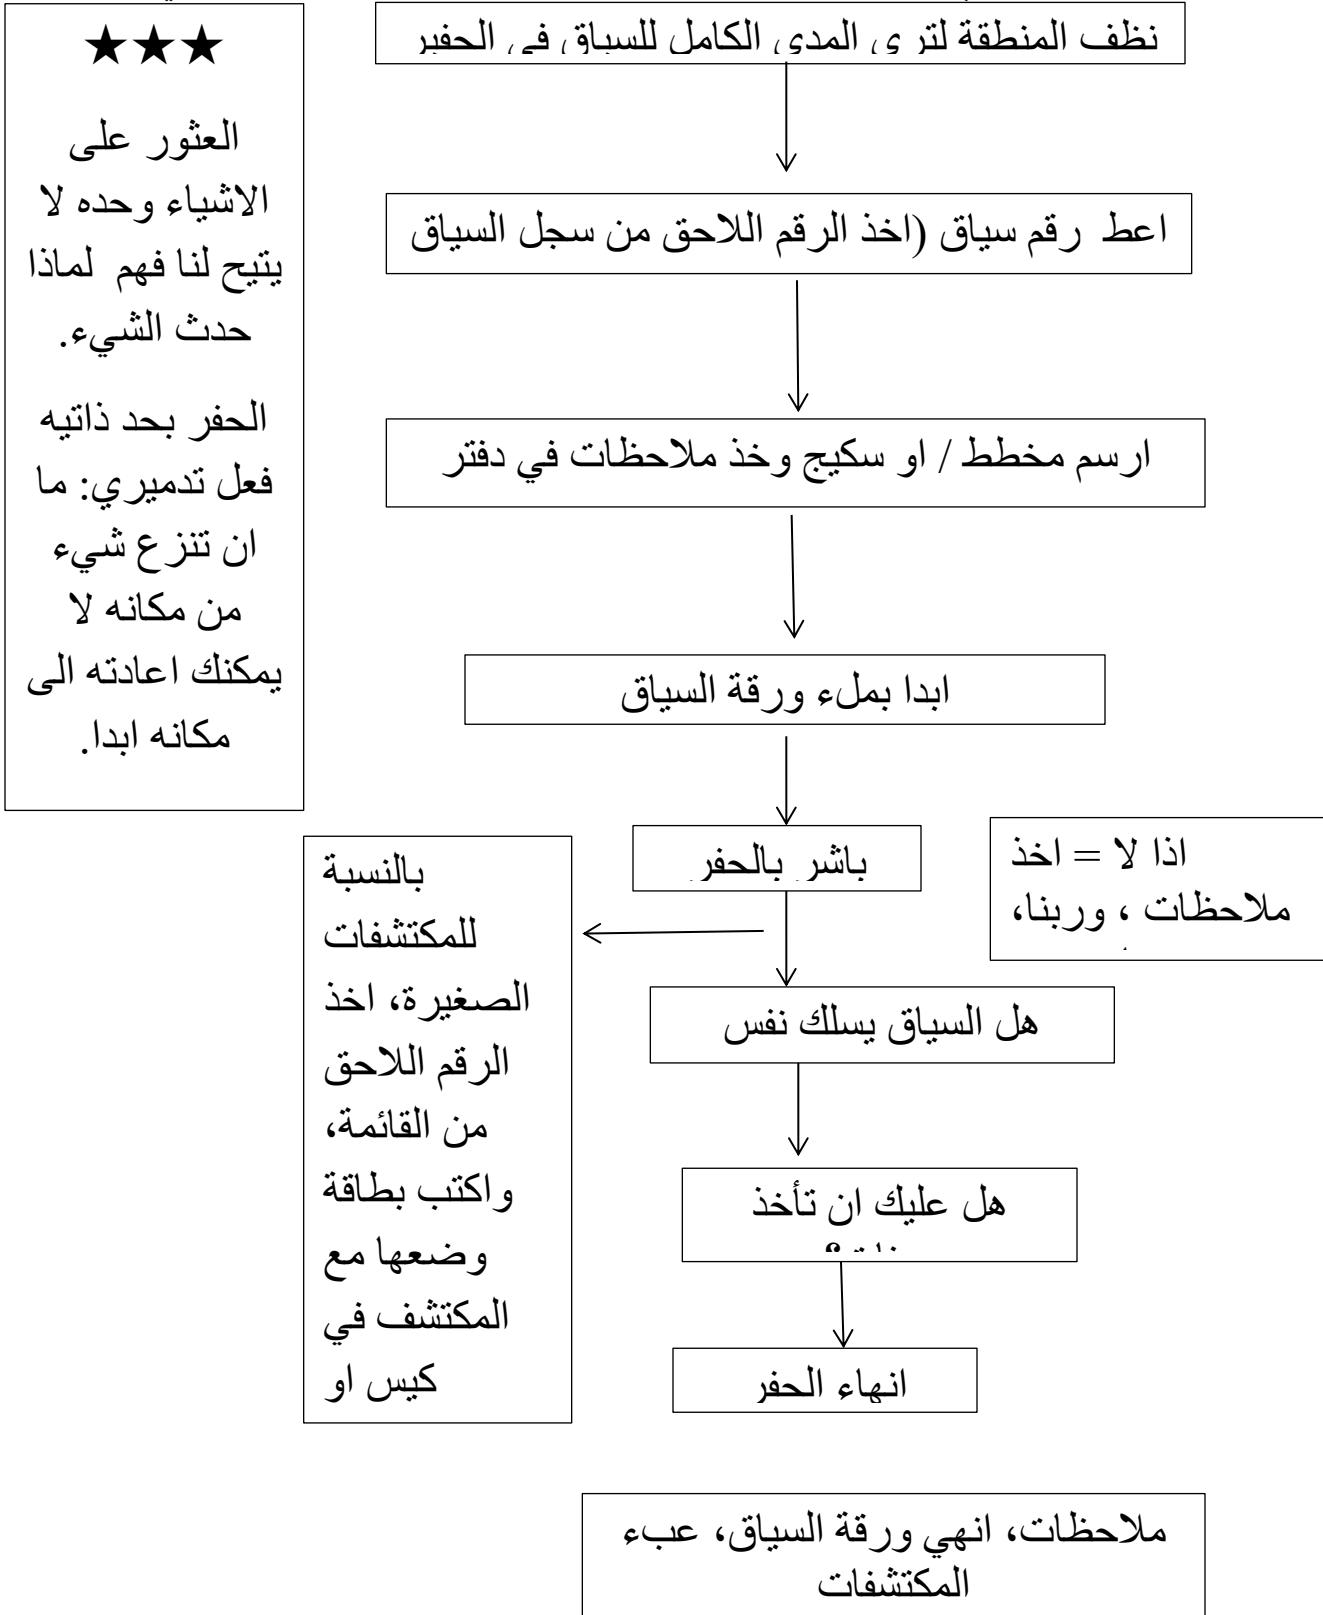 ★★★
العثور على
الاشياء وحده لا
يتيح لنا فهم لماذا
حدث الشيء.
الحفر بحد ذاتيه
فعل تدميري: ما
ان تنزع شيء
من مكانه لا
يمكنك اعادته الى
مكانه ابدا.
نظف المنطقة لترى المدى الكامل للسياق في الحفير
اعط رقم سياق (اخذ الرقم اللاحق من سجل السياق
ارسم مخطط / او سكيج وخذ ملاحظات في دفتر
ابدا بملء ورقة السياق
باشر بالحفر
اذا لا = اخذ
ملاحظات ، وربنا،
بالنسبة
للمكتشفات
الصغيرة، اخذ
الرقم اللاحق
من القائمة،
واكتب بطاقة
وضعها مع
المكتشف في
كيس او
هل السياق يسلك نفس
هل عليك ان تأخذ
انهاء الحفر
ملاحظات، انهي ورقة السياق، عبء
المكتشفات